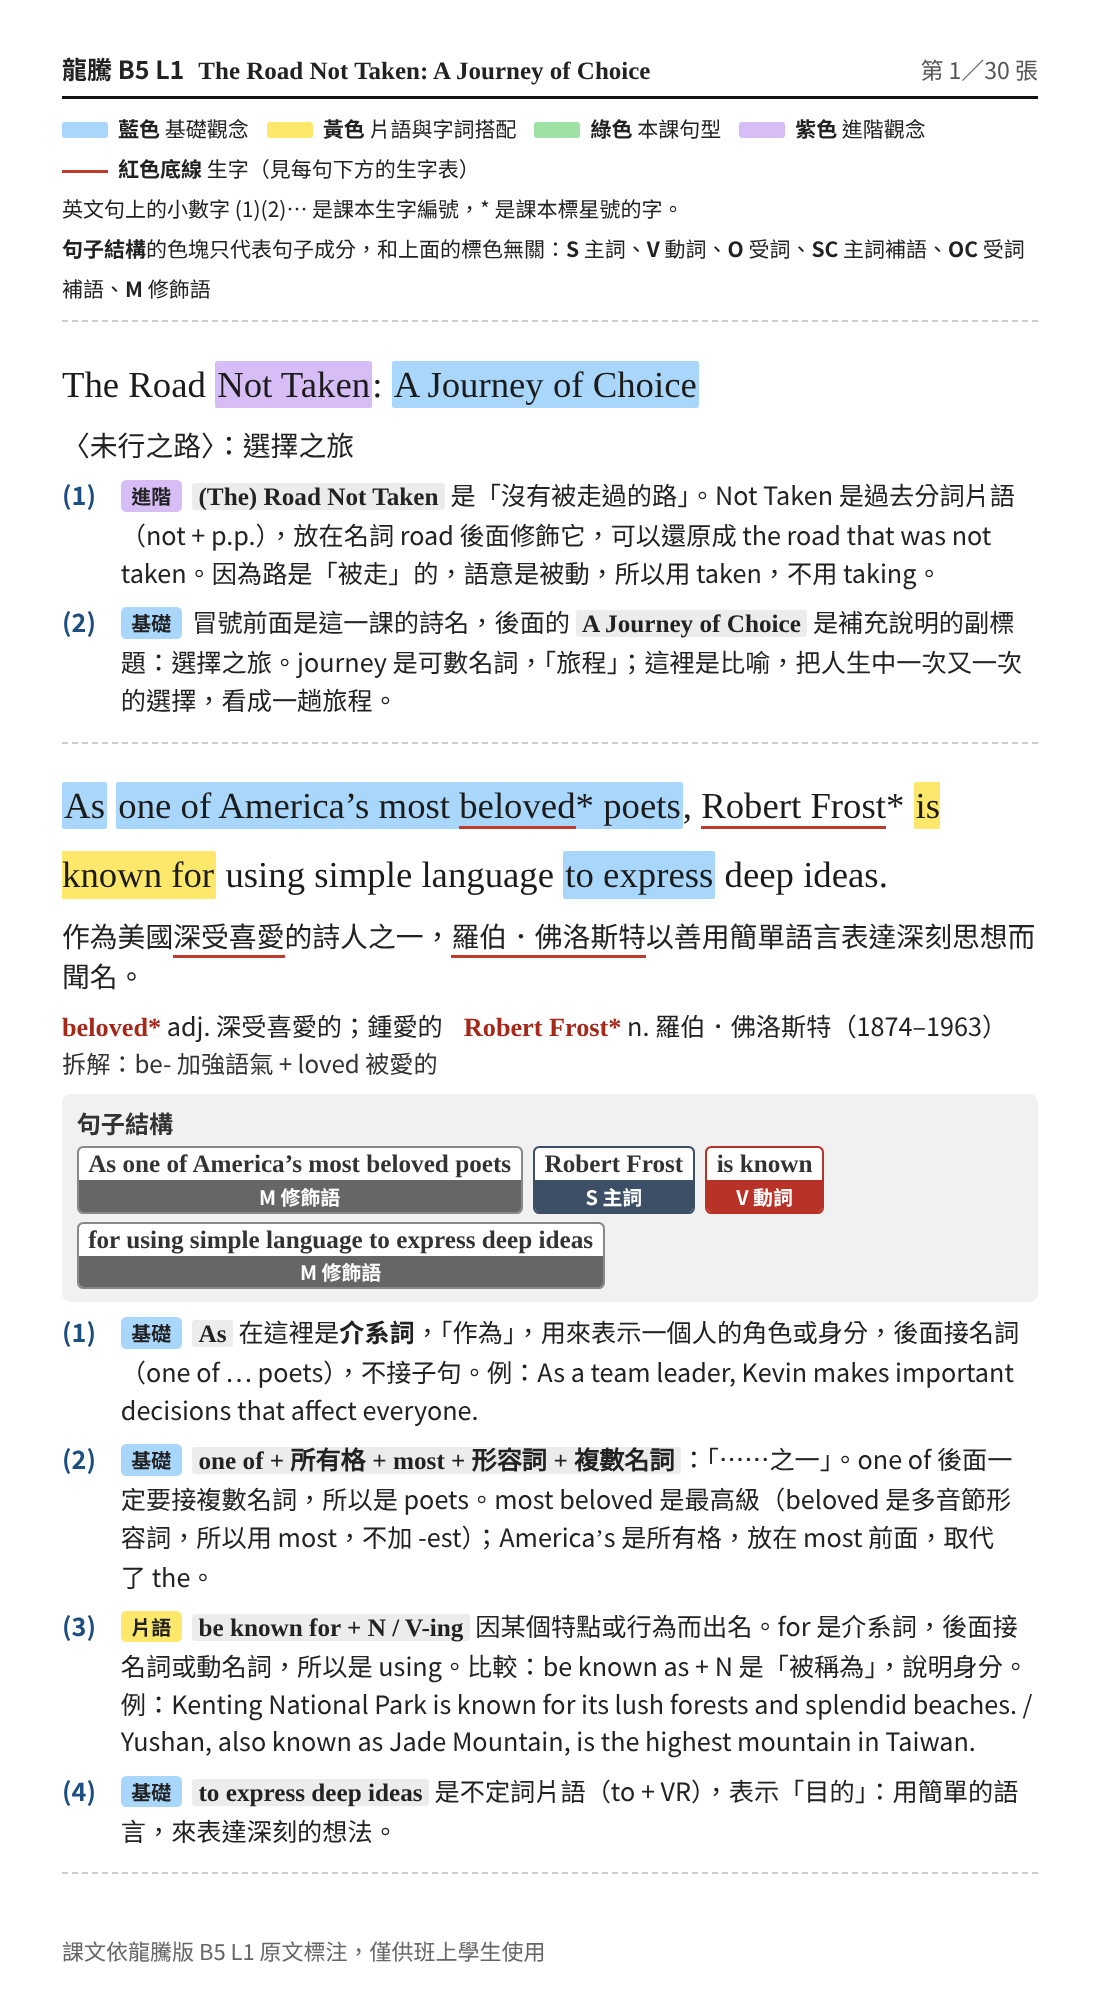 龍騰 B5 L1 The Road Not Taken: A Journey of Choice 第 1／30 張
藍色 基礎觀念 黃色 片語與字詞搭配 綠色 本課句型 紫色 進階觀念
紅色底線 生字（見每句下方的生字表）
英文句上的小數字 (1)(2)⋯ 是課本生字編號，* 是課本標星號的字。
句子結構的色塊只代表句子成分，和上面的標色無關：S 主詞、V 動詞、O 受詞、SC 主詞補語、OC 受詞
補語、M 修飾語
The Road Not Taken: A Journey of Choice
〈未行之路〉：選擇之旅
(1) 進階 (The) Road Not Taken 是「沒有被走過的路」。Not Taken 是過去分詞片語
（not + p.p.），放在名詞 road 後面修飾它，可以還原成 the road that was not
taken。因為路是「被走」的，語意是被動，所以用 taken，不用 taking。
(2) 基礎 冒號前面是這一課的詩名，後面的 A Journey of Choice 是補充說明的副標
題：選擇之旅。journey 是可數名詞，「旅程」；這裡是比喻，把人生中一次又一次
的選擇，看成一趟旅程。
As one of America’s most beloved* poets, Robert Frost* is
known for using simple language to express deep ideas.
作為美國深受喜愛的詩人之一，羅伯．佛洛斯特以善用簡單語言表達深刻思想而
聞名。
beloved* adj. 深受喜愛的；鍾愛的 Robert Frost* n. 羅伯．佛洛斯特（1874–1963）
拆解：be- 加強語氣 + loved 被愛的
句子結構
As one of America’s most beloved poets Robert Frost is known
M 修飾語 S 主詞 V 動詞
for using simple language to express deep ideas
M 修飾語
(1) 基礎 As 在這裡是介系詞，「作為」，用來表示一個人的角色或身分，後面接名詞
（one of … poets），不接子句。例：As a team leader, Kevin makes important
decisions that affect everyone.
(2) 基礎 one of + 所有格 + most + 形容詞 + 複數名詞：「⋯⋯之一」。one of 後面一
定要接複數名詞，所以是 poets。most beloved 是最高級（beloved 是多音節形
容詞，所以用 most，不加 -est）；America’s 是所有格，放在 most 前面，取代
了 the。
(3) 片語 be known for + N / V-ing 因某個特點或行為而出名。for 是介系詞，後面接
名詞或動名詞，所以是 using。比較：be known as + N 是「被稱為」，說明身分。
例：Kenting National Park is known for its lush forests and splendid beaches. /
Yushan, also known as Jade Mountain, is the highest mountain in Taiwan.
(4) 基礎 to express deep ideas 是不定詞片語（to + VR），表示「目的」：用簡單的語
言，來表達深刻的想法。
課文依龍騰版 B5 L1 原文標注，僅供班上學生使用